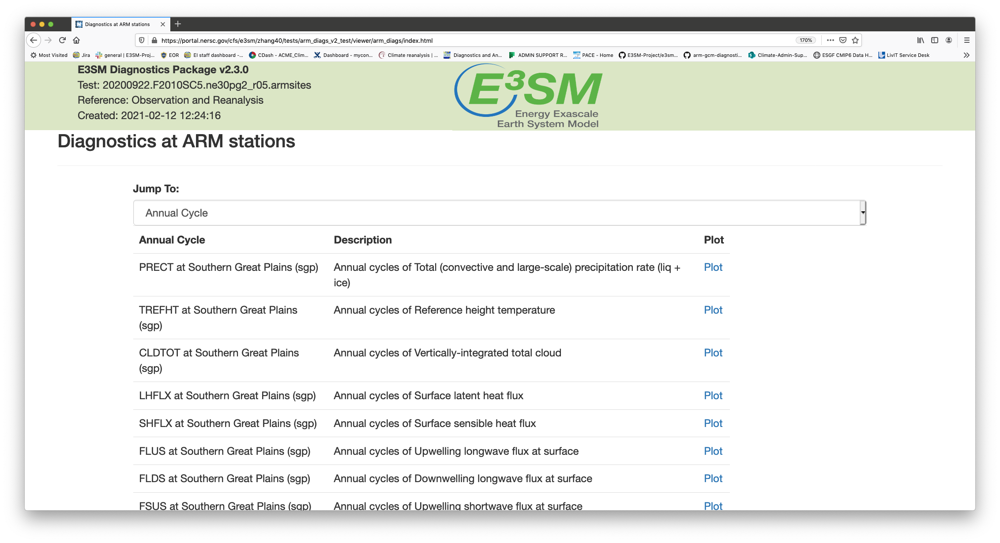 Diagnostics at ARM stations
https://portal.nersc.gov/cfs/e3sm/zhang40/tests/arm_diags_v2_test/viewer/arm_diags/index.html
170%
Most Visited Jira general | E3SM-Proj... EOR EI staff dashboard -... CDash - ACME_Clim... Dashboard - mycon... Climate reanalysis | ... Diagnostics and An... ADMIN SUPPORT R... PACE - Home E3SM-Project/e3sm... arm-gcm-diagnosti... Climate-Admin-Sup... ESGF CMIP6 Data H... LivIT Service Desk
E3SM Diagnostics Package v2.3.0
Test: 20200922.F2010SC5.ne30pg2_r05.armsites
Reference: Observation and Reanalysis
Created: 2021-02-12 12:24:16
E³SM
Energy Exascale
Earth System Model
Diagnostics at ARM stations
Jump To:
Annual Cycle
Annual Cycle Description Plot
PRECT at Southern Great Plains (sgp) Annual cycles of Total (convective and large-scale) precipitation rate (liq + Plot
ice)
TREFHT at Southern Great Plains Annual cycles of Reference height temperature Plot
(sgp)
CLDTOT at Southern Great Plains Annual cycles of Vertically-integrated total cloud Plot
(sgp)
LHFLX at Southern Great Plains (sgp) Annual cycles of Surface latent heat flux Plot
SHFLX at Southern Great Plains (sgp) Annual cycles of Surface sensible heat flux Plot
FLUS at Southern Great Plains (sgp) Annual cycles of Upwelling longwave flux at surface Plot
FLDS at Southern Great Plains (sgp) Annual cycles of Downwelling longwave flux at surface Plot
FSUS at Southern Great Plains (sgp) Annual cycles of Upwelling shortwave flux at surface Plot